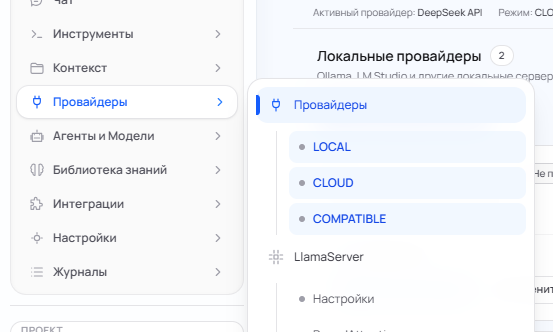 Чат
Инструменты
Контекст
Провайдеры
Агенты и Модели
Библиотека знаний
Интеграции
Настройки
Журналы
ПРОЕКТ
Активный провайдер: DeepSeek API Режим: CLO
Локальные провайдеры 2
Ollama, LM Studio и другие локальные сервер
Провайдеры
LOCAL
CLOUD
COMPATIBLE
LlamaServer
Настройки
Не п